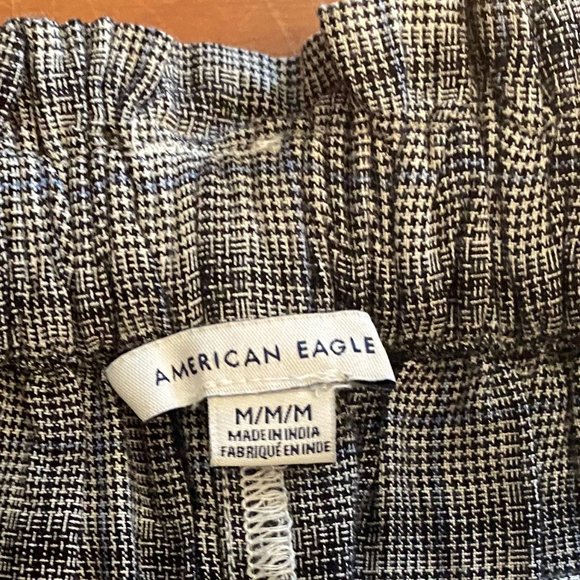 AMERICAN EAGLE
M/M/M
MADE IN INDIA
FABRIQUÉ EN INDE